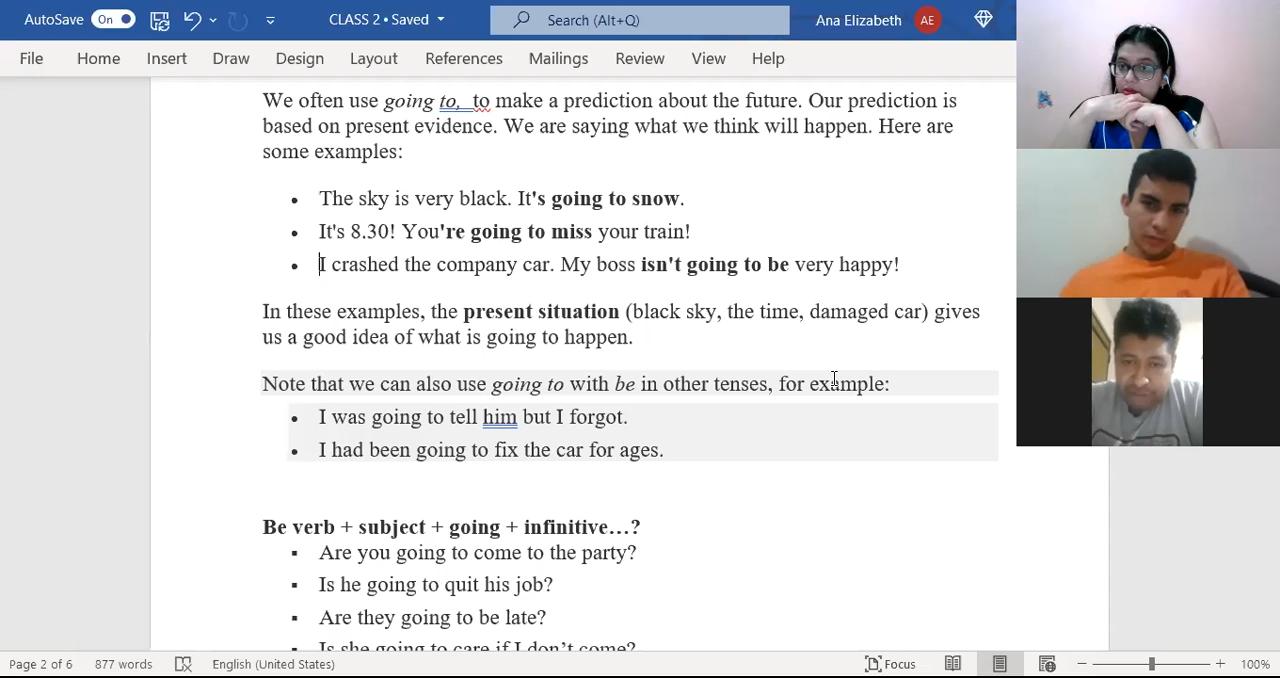 AutoSave On CLASS 2 • Saved Search (Alt+Q) Ana Elizabeth AE
File Home Insert Draw Design Layout References Mailings Review View Help
We often use going to, to make a prediction about the future. Our prediction is
based on present evidence. We are saying what we think will happen. Here are
some examples:
• The sky is very black. It's going to snow.
• It's 8.30! You're going to miss your train!
• I crashed the company car. My boss isn't going to be very happy!
In these examples, the present situation (black sky, the time, damaged car) gives
us a good idea of what is going to happen.
Note that we can also use going to with be in other tenses, for example:
• I was going to tell him but I forgot.
• I had been going to fix the car for ages.
Be verb + subject + going + infinitive…?
▪ Are you going to come to the party?
▪ Is he going to quit his job?
▪ Are they going to be late?
▪ Is she going to care if I don’t come?
Page 2 of 6 877 words English (United States) Focus 100%